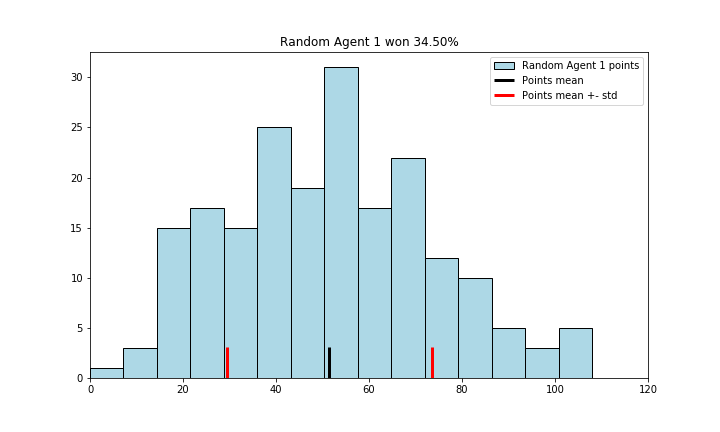 Random Agent 1 won 34.50%
Random Agent 1 points
Points mean
Points mean +- std
30
25
20
15
10
5
0
0 20 40 60 80 100 120